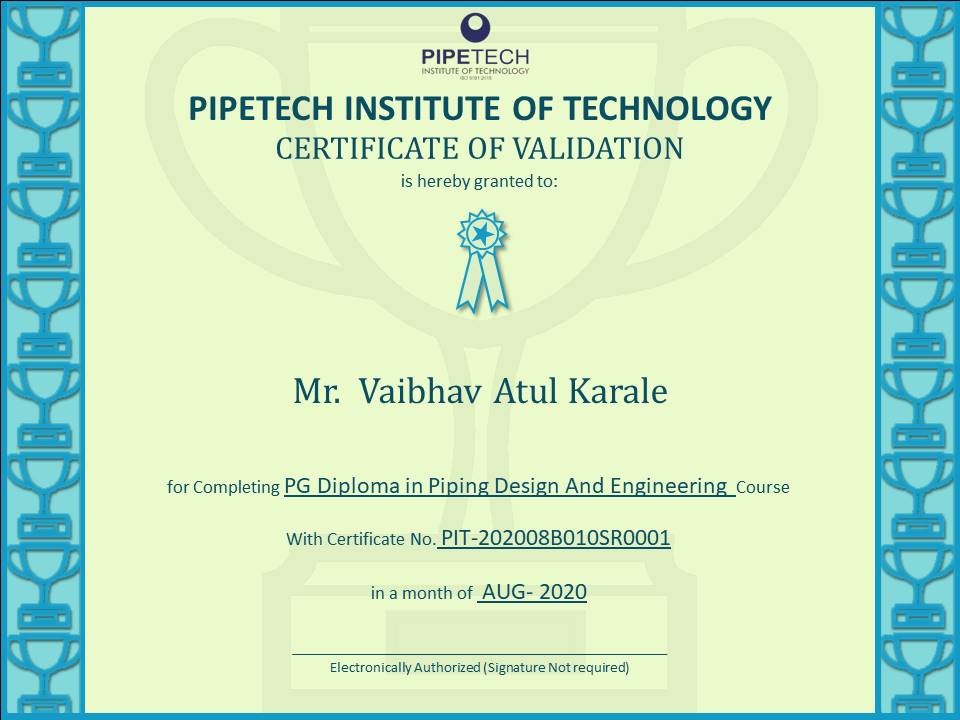 PIPETECH
INSTITUTE OF TECHNOLOGY
ISO 9001:2015
PIPETECH INSTITUTE OF TECHNOLOGY
CERTIFICATE OF VALIDATION
is hereby granted to:
Mr. Vaibhav Atul Karale
for Completing PG Diploma in Piping Design And Engineering Course
With Certificate No. PIT-202008B010SR0001
in a month of AUG- 2020
Electronically Authorized (Signature Not required)